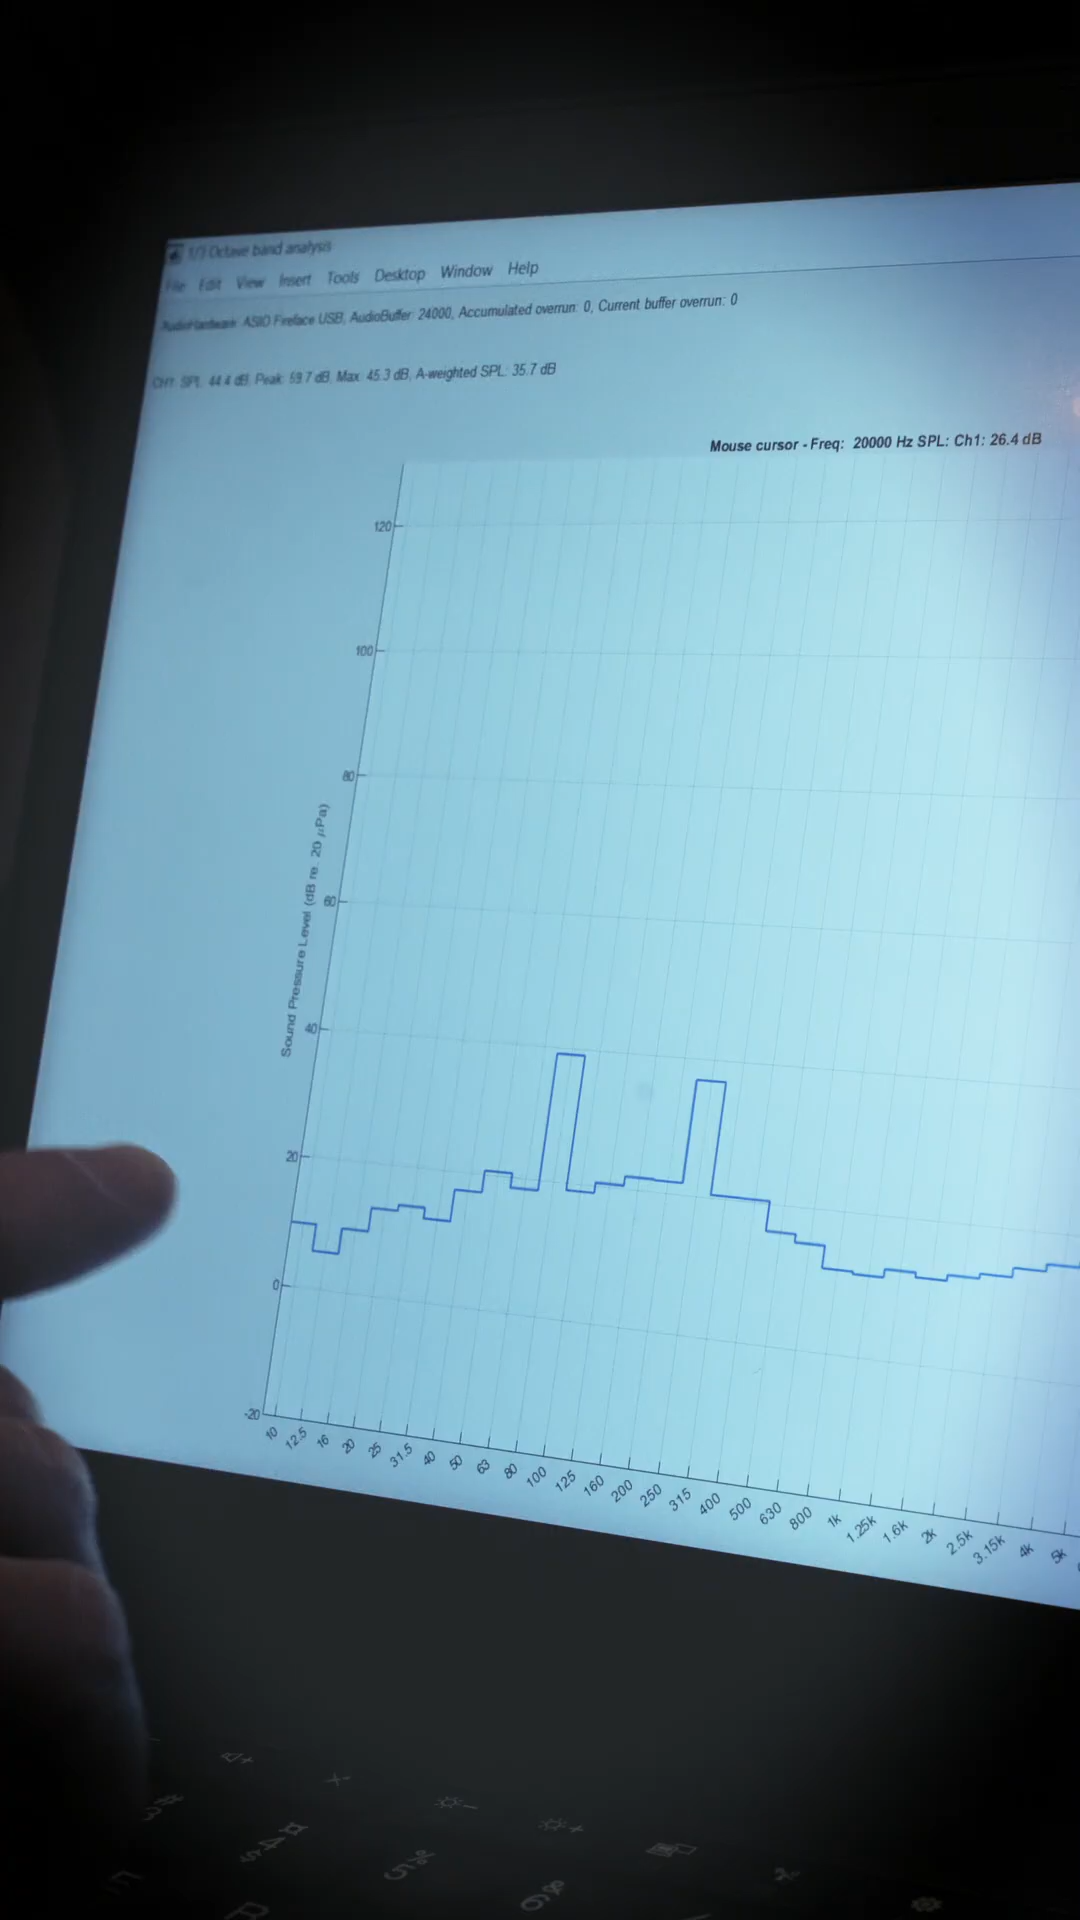 1/3 Octave band analysis
File Edit View Insert Tools Desktop Window Help
AudioHardware: ASIO Fireface USB, AudioBuffer: 24000, Accumulated overrun: 0, Current buffer overrun: 0
CH1: SPL: 44.4 dB, Peak: 59.7 dB, Max: 45.3 dB, A-weighted SPL: 35.7 dB
Mouse cursor - Freq: 20000 Hz SPL: Ch1: 26.4 dB
120
100
80
60
40
20
0
-20
Sound Pressure Level (dB re. 20 µPa)
10 12.5 16 20 25 31.5 40 50 63 80 100 125 160 200 250 315 400 500 630 800 1k 1.25k 1.6k 2k 2.5k 3.15k 4k 5k
3 #
4 ¤
5 %
6 &
E
R